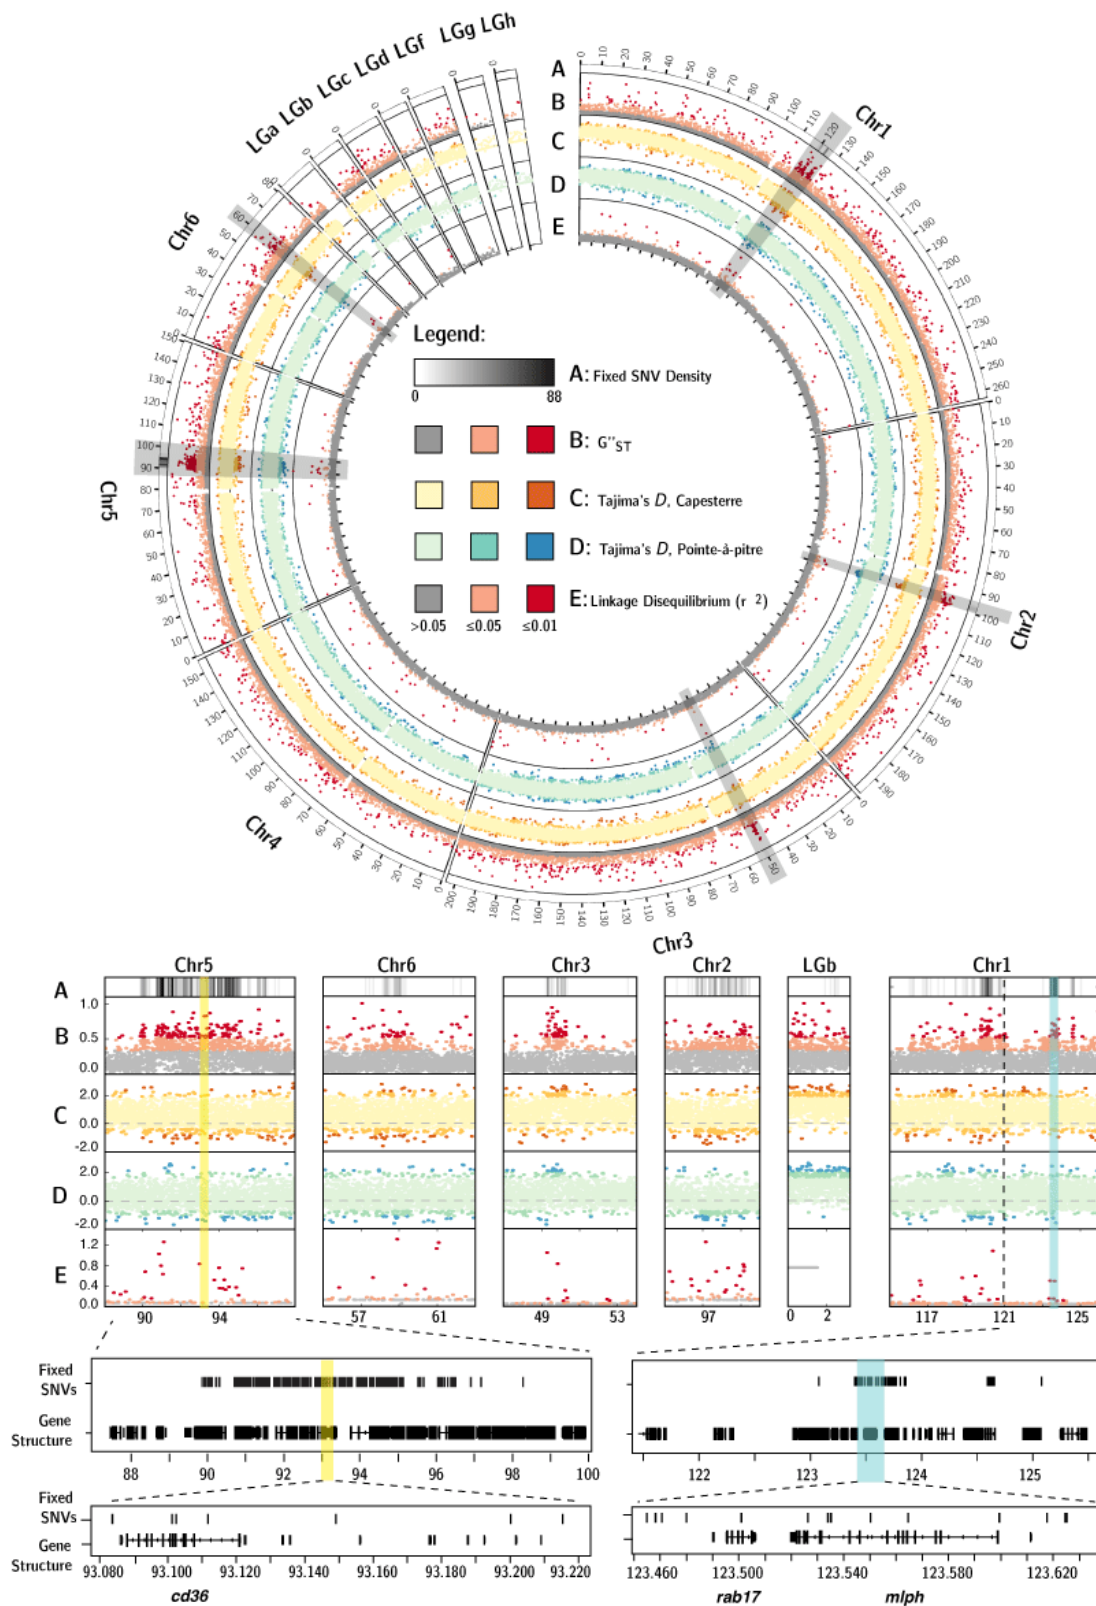 LGa LGb LGc LGd LGf LGg LGh
A
B
C
D
E
Chr1
Chr2
Chr3
Chr4
Chr5
Chr6
Legend:
A: Fixed SNV Density
0 88
B: G''ST
C: Tajima's D, Capesterre
D: Tajima's D, Pointe-à-pitre
E: Linkage Disequilibrium (r 2)
>0.05 ≤0.05 ≤0.01
Chr5 Chr6 Chr3 Chr2 LGb Chr1
A
B 1.0 0.5 0.0
C 2.0 0.0 -2.0
D 2.0 0.0 -2.0
E 1.2 0.8 0.4 0.0
90 94 57 61 49 53 97 0 2 117 121 125
Fixed SNVs
Gene Structure
88 90 92 94 96 98 100
122 123 124 125
Fixed SNVs
Gene Structure
93.080 93.100 93.120 93.140 93.160 93.180 93.200 93.220
123.460 123.500 123.540 123.580 123.620
cd36
rab17 mlph